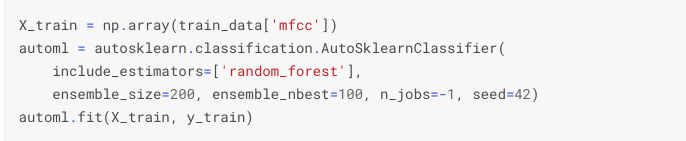 X_train = np.array(train_data['mfcc'])
automl = autosklearn.classification.AutoSklearnClassifier(
    include_estimators=['random_forest'],
    ensemble_size=200, ensemble_nbest=100, n_jobs=-1, seed=42)
automl.fit(X_train, y_train)